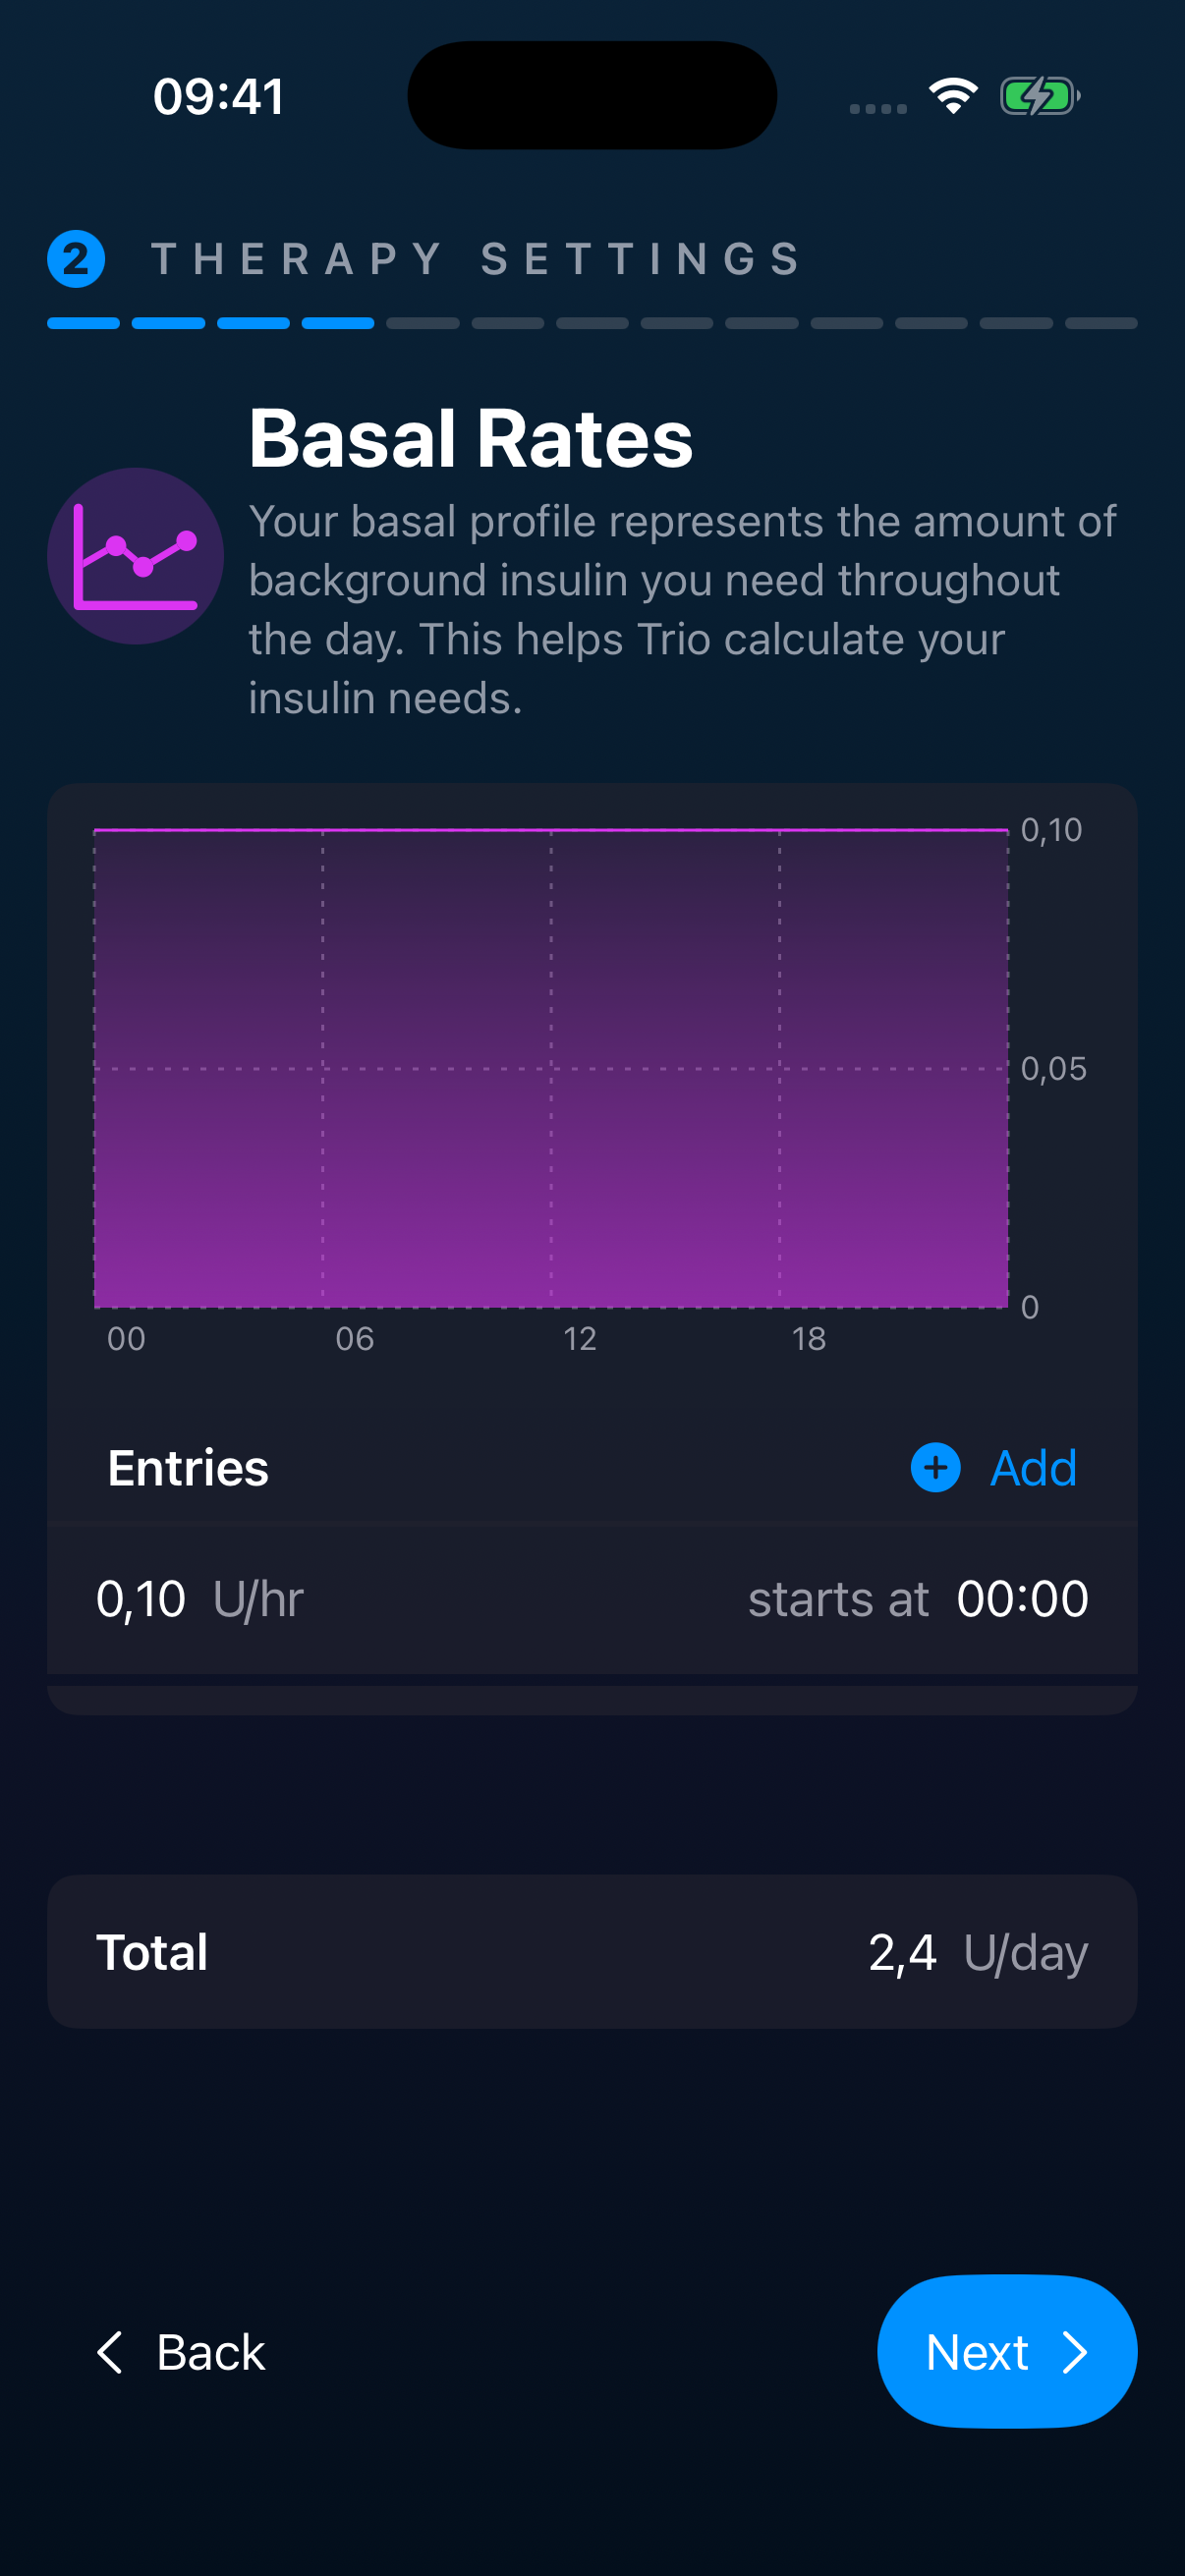 09:41
2 THERAPY SETTINGS
Basal Rates
Your basal profile represents the amount of
background insulin you need throughout
the day. This helps Trio calculate your
insulin needs.
0,10
0,05
0
00 06 12 18
Entries Add
0,10 U/hr starts at 00:00
Total 2,4 U/day
Back Next